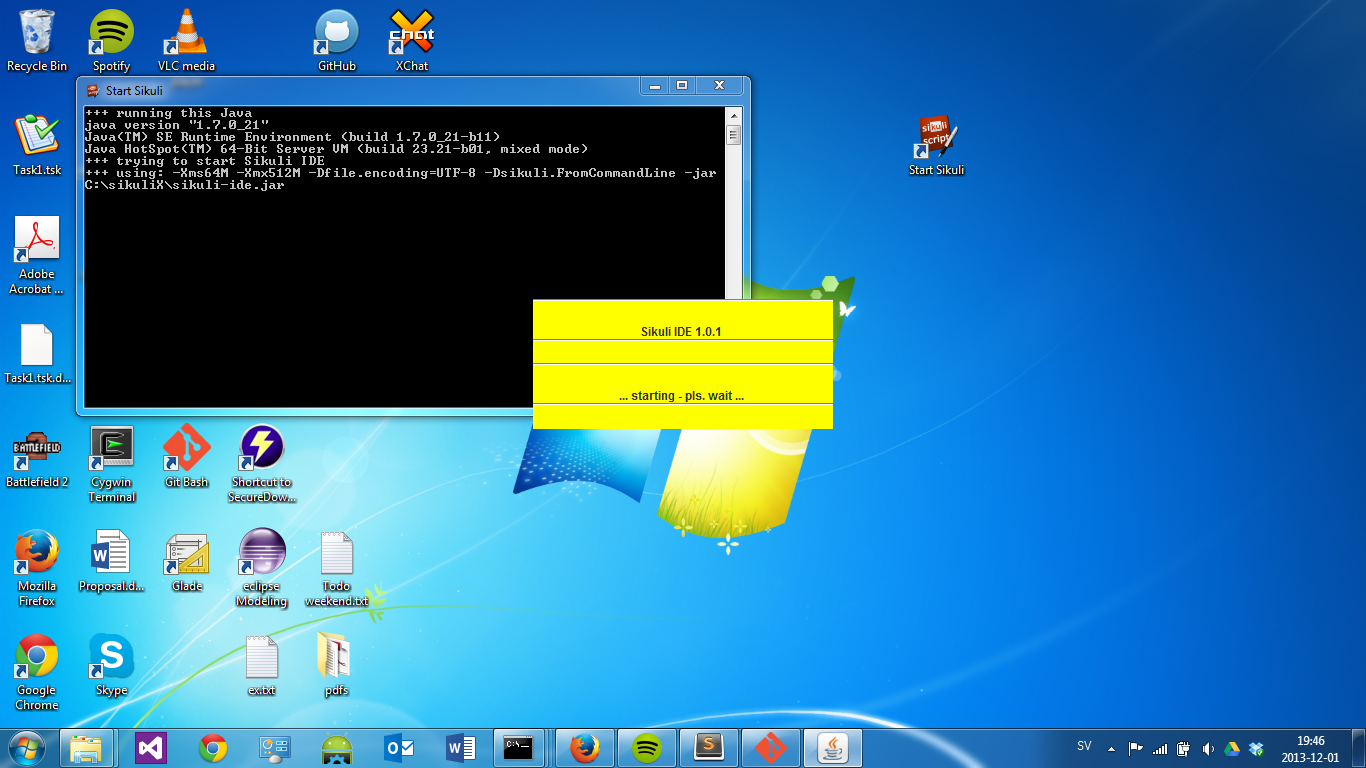 Recycle Bin
Spotify
VLC media
GitHub
chat
XChat
Start Sikuli
+++ running this Java
java version "1.7.0_21"
Java(TM) SE Runtime Environment (build 1.7.0_21-b11)
Java HotSpot(TM) 64-Bit Server VM (build 23.21-b01, mixed mode)
+++ trying to start Sikuli IDE
+++ using: -Xms64M -Xmx512M -Dfile.encoding=UTF-8 -Dsikuli.FromCommandLine -jar
C:\sikuliX\sikuli-ide.jar
Sikuli IDE 1.0.1
... starting - pls. wait ...
sikuli
script
Start Sikuli
Task1.tsk
Adobe
Acrobat ...
Task1.tsk.d...
BATTLEFIELD
2
Battlefield 2
Cygwin
Terminal
Git Bash
Shortcut to
SecureDow...
Mozilla
Firefox
W
Proposal.d...
Glade
eclipse
Modeling
Todo
weekend.txt
Google
Chrome
S
Skype
ex.txt
pdfs
C:\
S
SV
19:46
2013-12-01